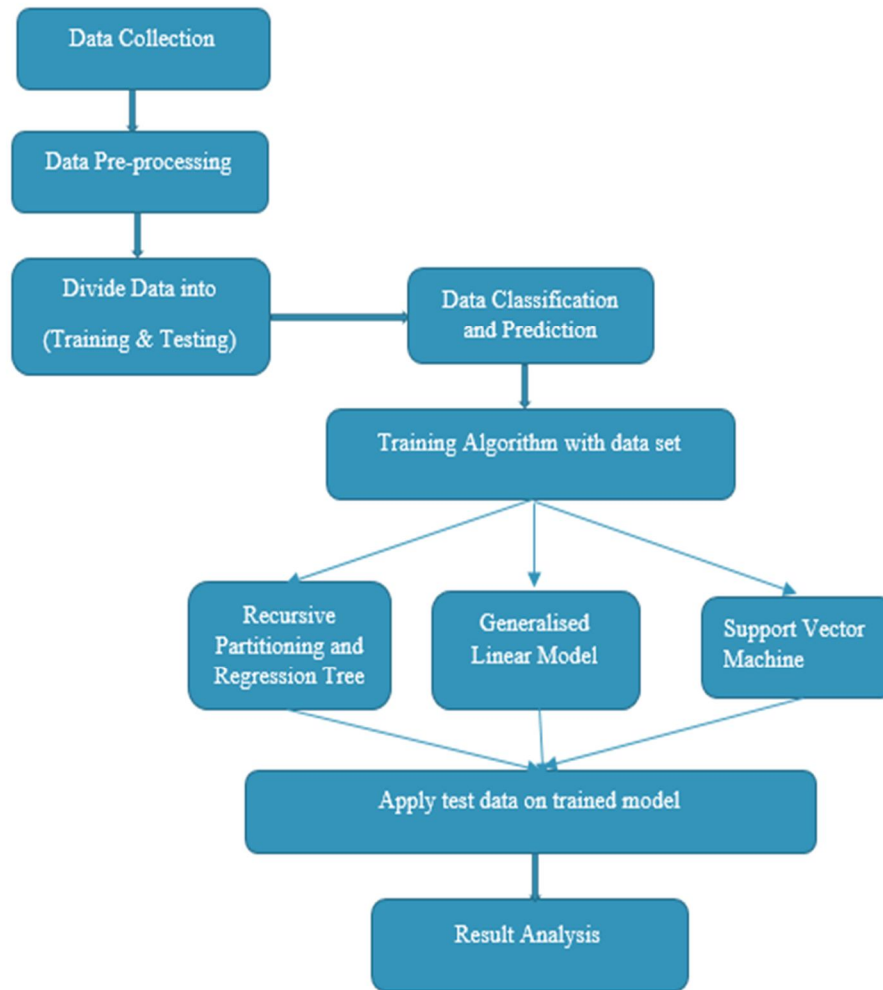 Data Collection
Data Pre-processing
Divide Data into
(Training & Testing)
Data Classification
and Prediction
Training Algorithm with data set
Recursive
Partitioning and
Regression Tree
Generalised
Linear Model
Support Vector
Machine
Apply test data on trained model
Result Analysis